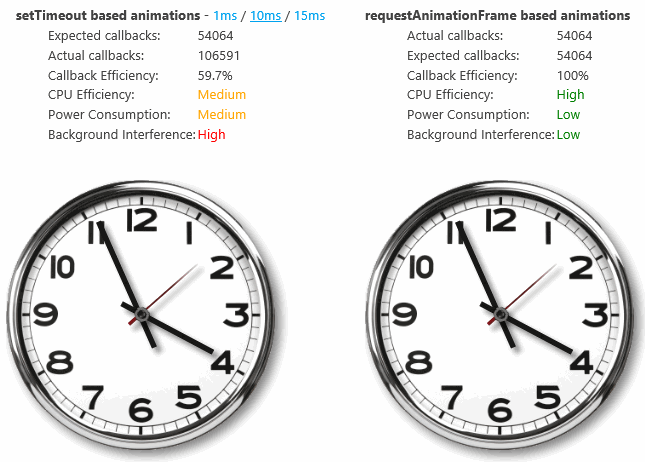 setTimeout based animations - 1ms / 10ms / 15ms
Expected callbacks: 54064
Actual callbacks: 106591
Callback Efficiency: 59.7%
CPU Efficiency: Medium
Power Consumption: Medium
Background Interference: High
requestAnimationFrame based animations
Actual callbacks: 54064
Expected callbacks: 54064
Callback Efficiency: 100%
CPU Efficiency: High
Power Consumption: Low
Background Interference: Low
12
1
2
3
4
5
6
7
8
9
10
11
12
1
2
3
4
5
6
7
8
9
10
11